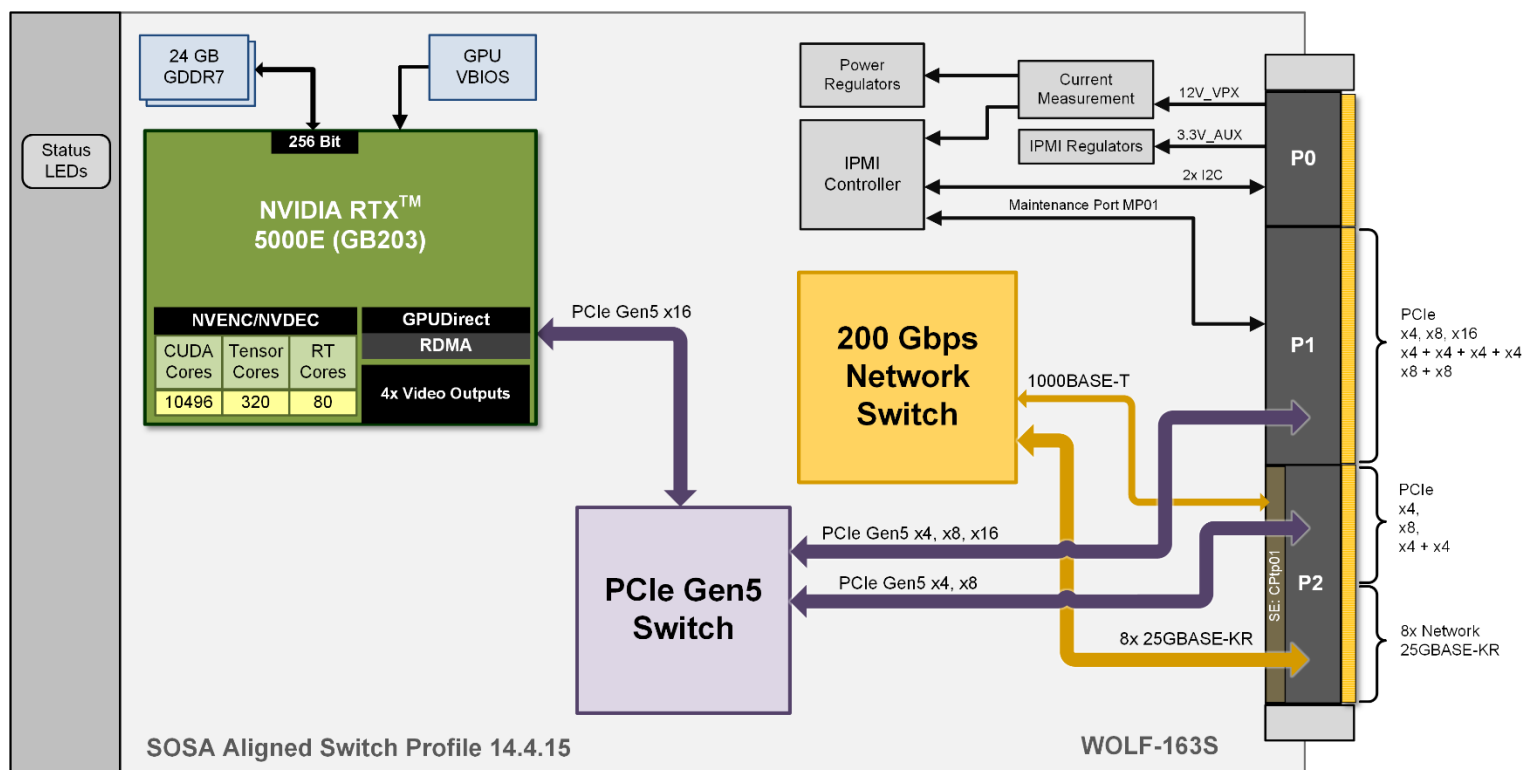 24 GB
GDDR7
GPU
VBIOS
Status
LEDs
256 Bit
NVIDIA RTX™
5000E (GB203)
NVENC/NVDEC
CUDA
Cores
Tensor
Cores
RT
Cores
10496
320
80
GPUDirect
RDMA
4x Video Outputs
PCIe Gen5 x16
Power
Regulators
Current
Measurement
12V_VPX
IPMI
Controller
IPMI Regulators
3.3V_AUX
2x I2C
Maintenance Port MP01
P0
200 Gbps
Network
Switch
1000BASE-T
P1
PCIe
x4, x8, x16
x4 + x4 + x4 + x4
x8 + x8
PCIe Gen5
Switch
PCIe Gen5 x4, x8, x16
PCIe Gen5 x4, x8
8x 25GBASE-KR
SE: CPtp01
P2
PCIe
x4,
x8,
x4 + x4
8x Network
25GBASE-KR
SOSA Aligned Switch Profile 14.4.15
WOLF-163S